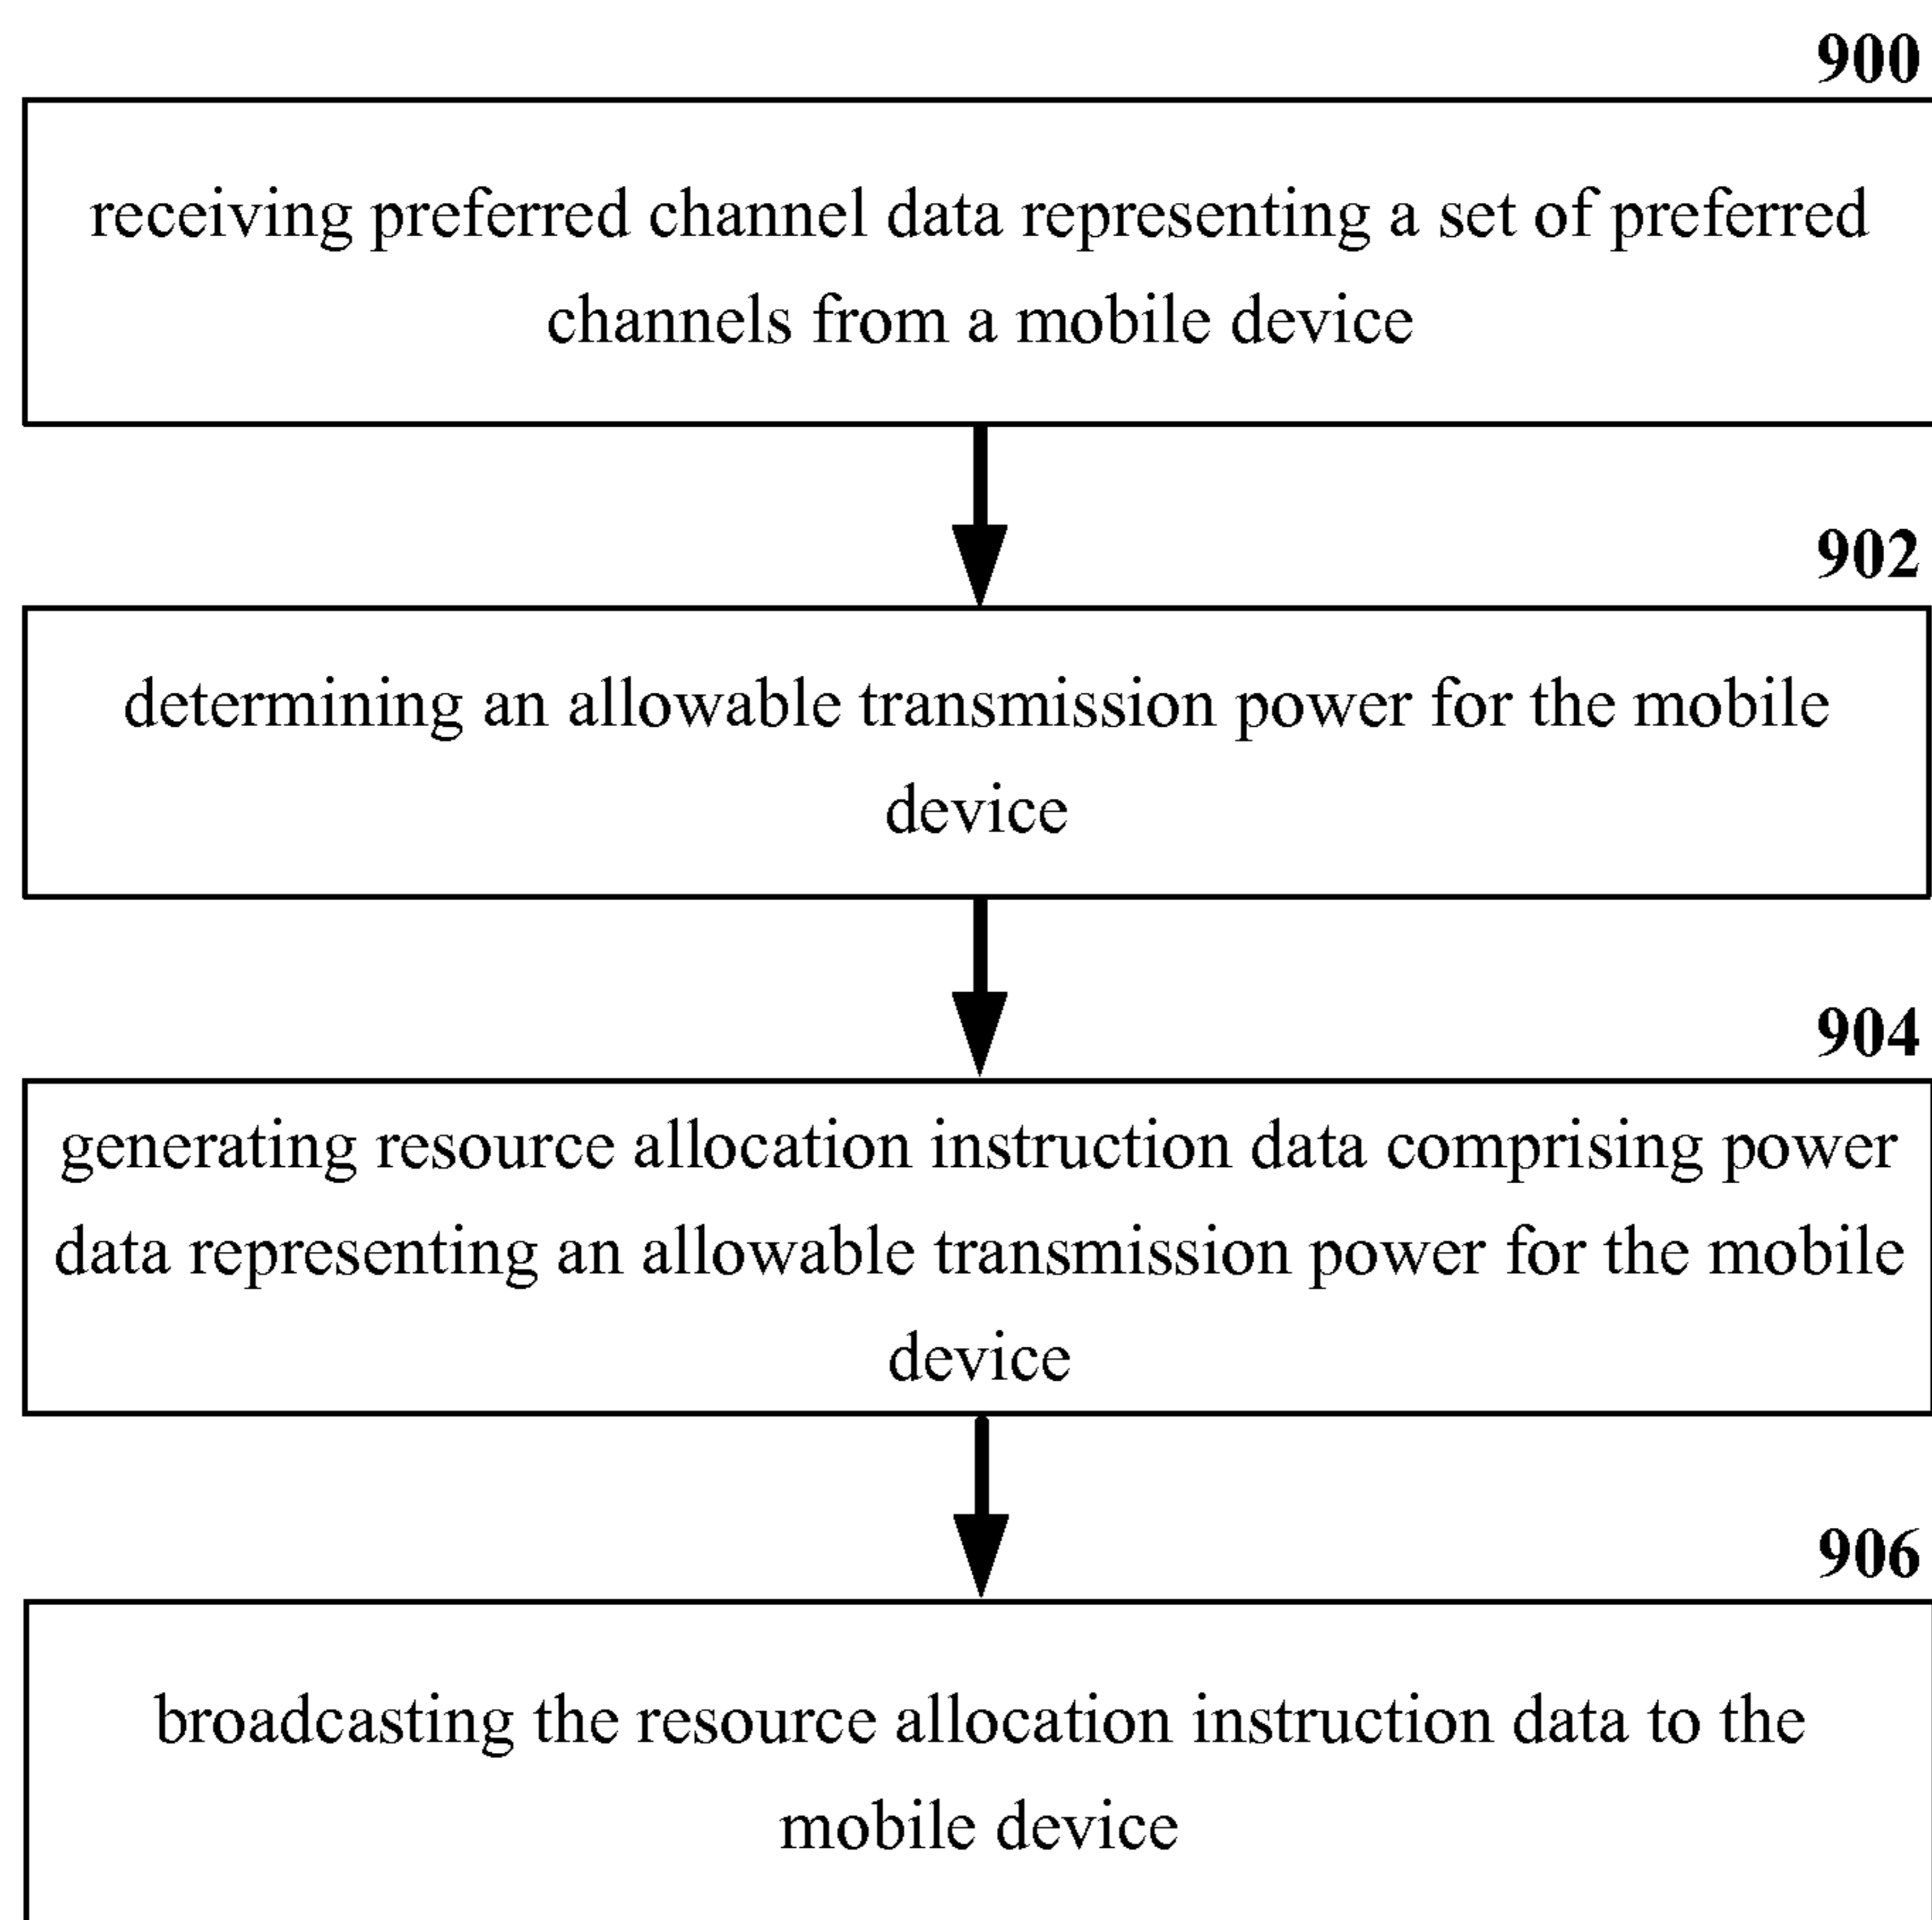 900
receiving preferred channel data representing a set of preferred
channels from a mobile device
902
determining an allowable transmission power for the mobile
device
904
generating resource allocation instruction data comprising power
data representing an allowable transmission power for the mobile
device
906
broadcasting the resource allocation instruction data to the
mobile device